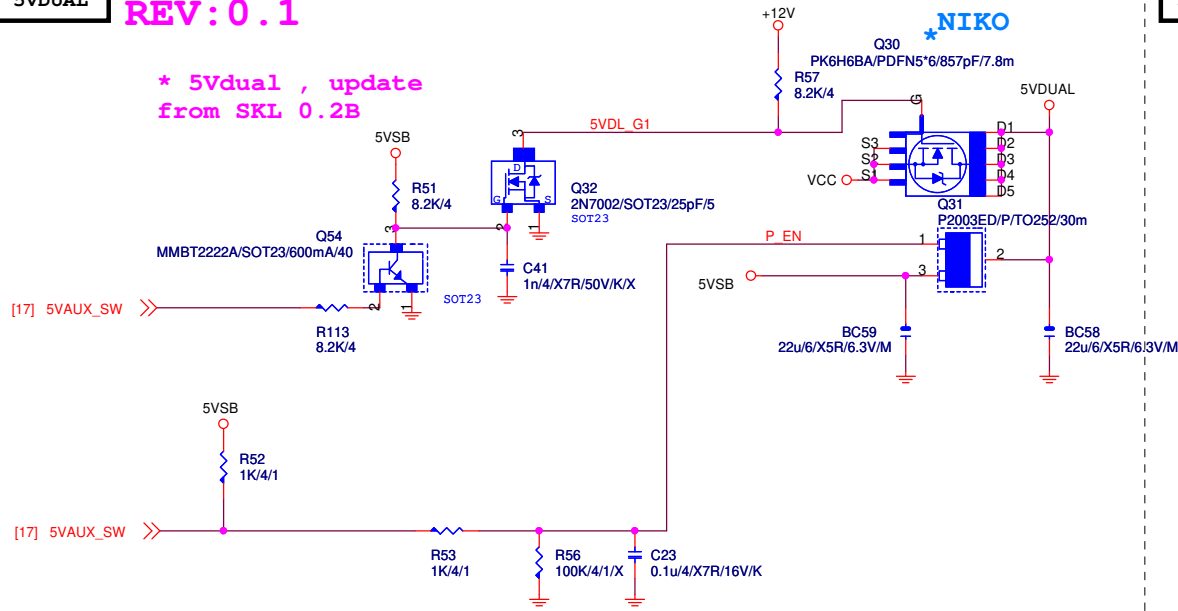 5VDUAL
REV:0.1
* 5Vdual , update
from SKL 0.2B
+12V
*NIKO
Q30
PK6H6BA/PDFN5*6/857pF/7.8m
R57
8.2K/4
5VDUAL
5VDL_G1
G
D1
D2
D3
D4
D5
S3
S2
S1
VCC
5VSB
R51
8.2K/4
3
D
G
S
Q32
2N7002/SOT23/25pF/5
SOT23
2
1
Q31
P2003ED/P/TO252/30m
P_EN
1
2
3
5VSB
Q54
MMBT2222A/SOT23/600mA/40
3
2
1
SOT23
C41
1n/4/X7R/50V/K/X
[17] 5VAUX_SW
R113
8.2K/4
BC59
22u/6/X5R/6.3V/M
BC58
22u/6/X5R/6.3V/M
5VSB
R52
1K/4/1
[17] 5VAUX_SW
R53
1K/4/1
R56
100K/4/1/X
C23
0.1u/4/X7R/16V/K